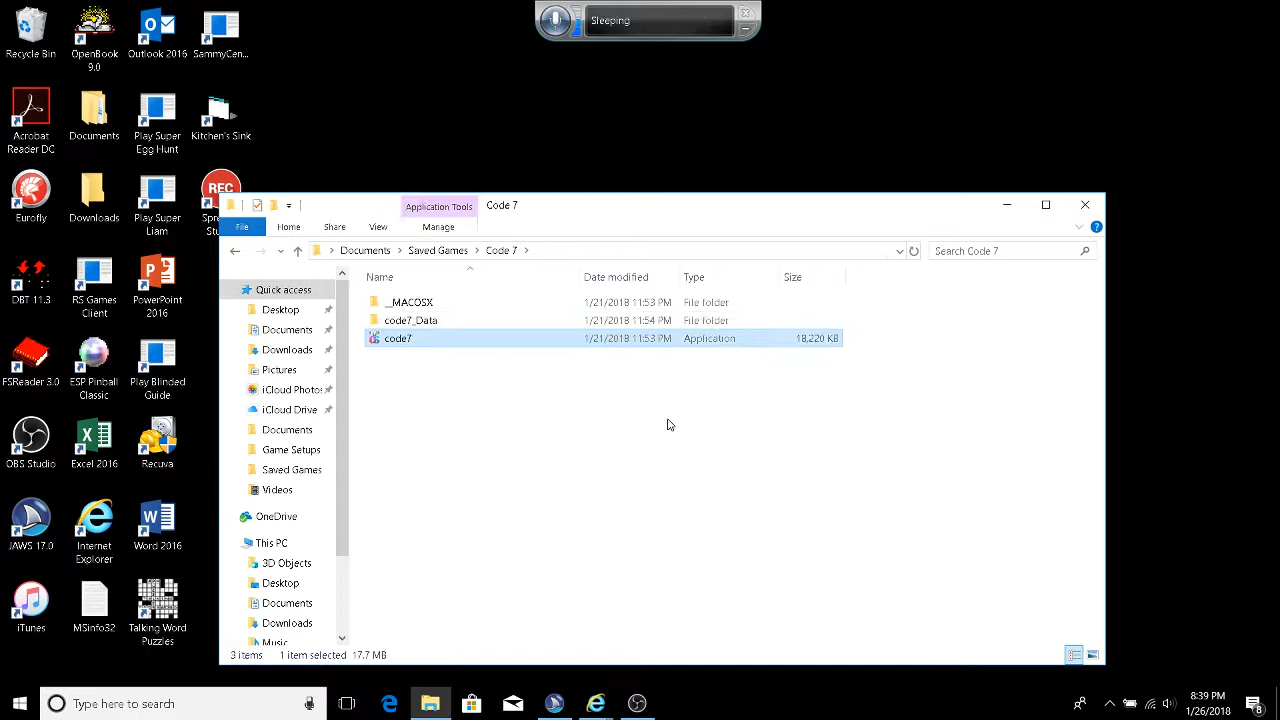 Sleeping
Recycle Bin
OpenBook 9.0
Outlook 2016
SammyCen...
Acrobat Reader DC
Documents
Play Super Egg Hunt
Kitchen's Sink
Eurofly
Downloads
Play Super Liam
REC
Spre
Stu
DBT 11.3
RS Games Client
PowerPoint 2016
FSReader 3.0
ESP Pinball Classic
Play Blinded Guide
OBS Studio
Excel 2016
Recuva
JAWS 17.0
Internet Explorer
Word 2016
iTunes
MSinfo32
Talking Word Puzzles
Application Tools
Code 7
File
Home
Share
View
Manage
Documents
Saved Games
Code 7
Search Code 7
Name
Date modified
Type
Size
__MACOSX 1/21/2018 11:53 PM File folder
code7_Data 1/21/2018 11:54 PM File folder
code7 1/21/2018 11:53 PM Application 18,220 KB
Quick access
Desktop
Documents
Downloads
Pictures
iCloud Photo
iCloud Drive
Documents
Game Setups
Saved Games
Videos
OneDrive
This PC
3D Objects
Desktop
Documents
Downloads
Music
3 items
1 item selected 17.7 MB
Type here to search
8:39 PM
1/26/2018
8